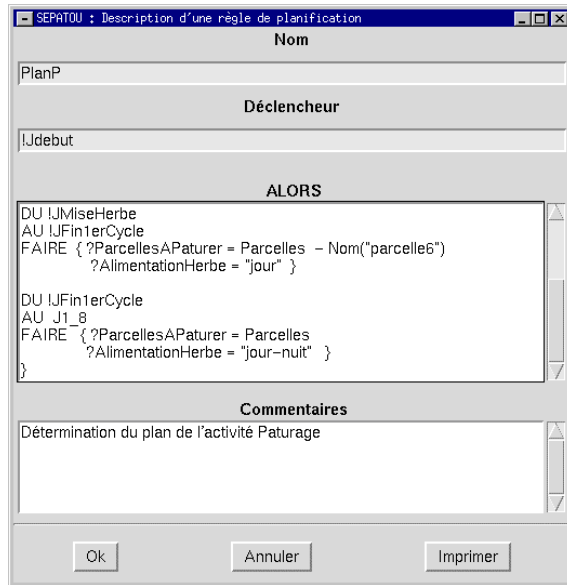 SEPATOU : Description d'une règle de planification
Nom
PlanP
Déclencheur
!Jdebut
ALORS
DU !JMiseHerbe
AU !JFin1erCycle
FAIRE { ?ParcellesAPaturer = Parcelles - Nom("parcelle6")
?AlimentationHerbe = "jour" }
DU !JFin1erCycle
AU J1_8
FAIRE { ?ParcellesAPaturer = Parcelles
?AlimentationHerbe = "jour-nuit" }
}
Commentaires
Détermination du plan de l'activité Paturage
Ok Annuler Imprimer